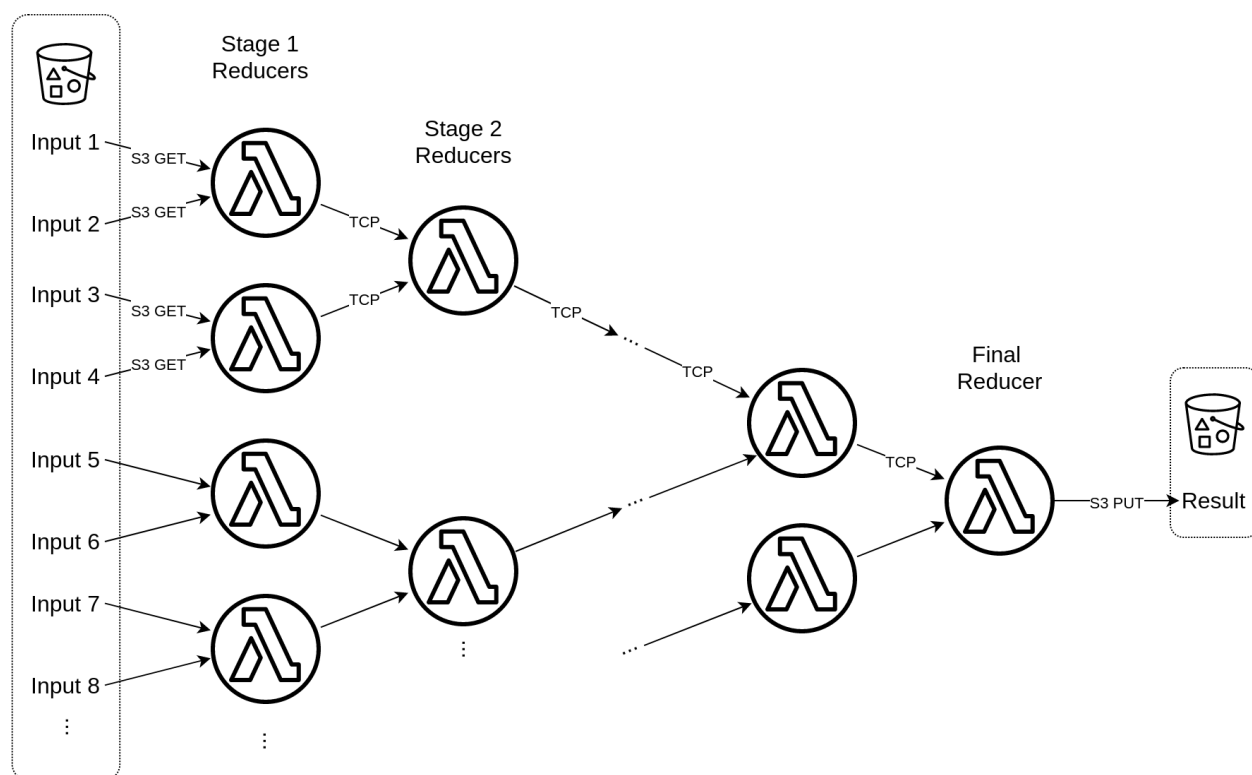 Stage 1
Reducers
Stage 2
Reducers
Input 1
S3 GET
Input 2
S3 GET
TCP
Input 3
S3 GET
TCP
Input 4
S3 GET
TCP
...
TCP
Final
Reducer
Input 5
TCP
Input 6
...
S3 PUT
Result
Input 7
Input 8
...
...
...
...